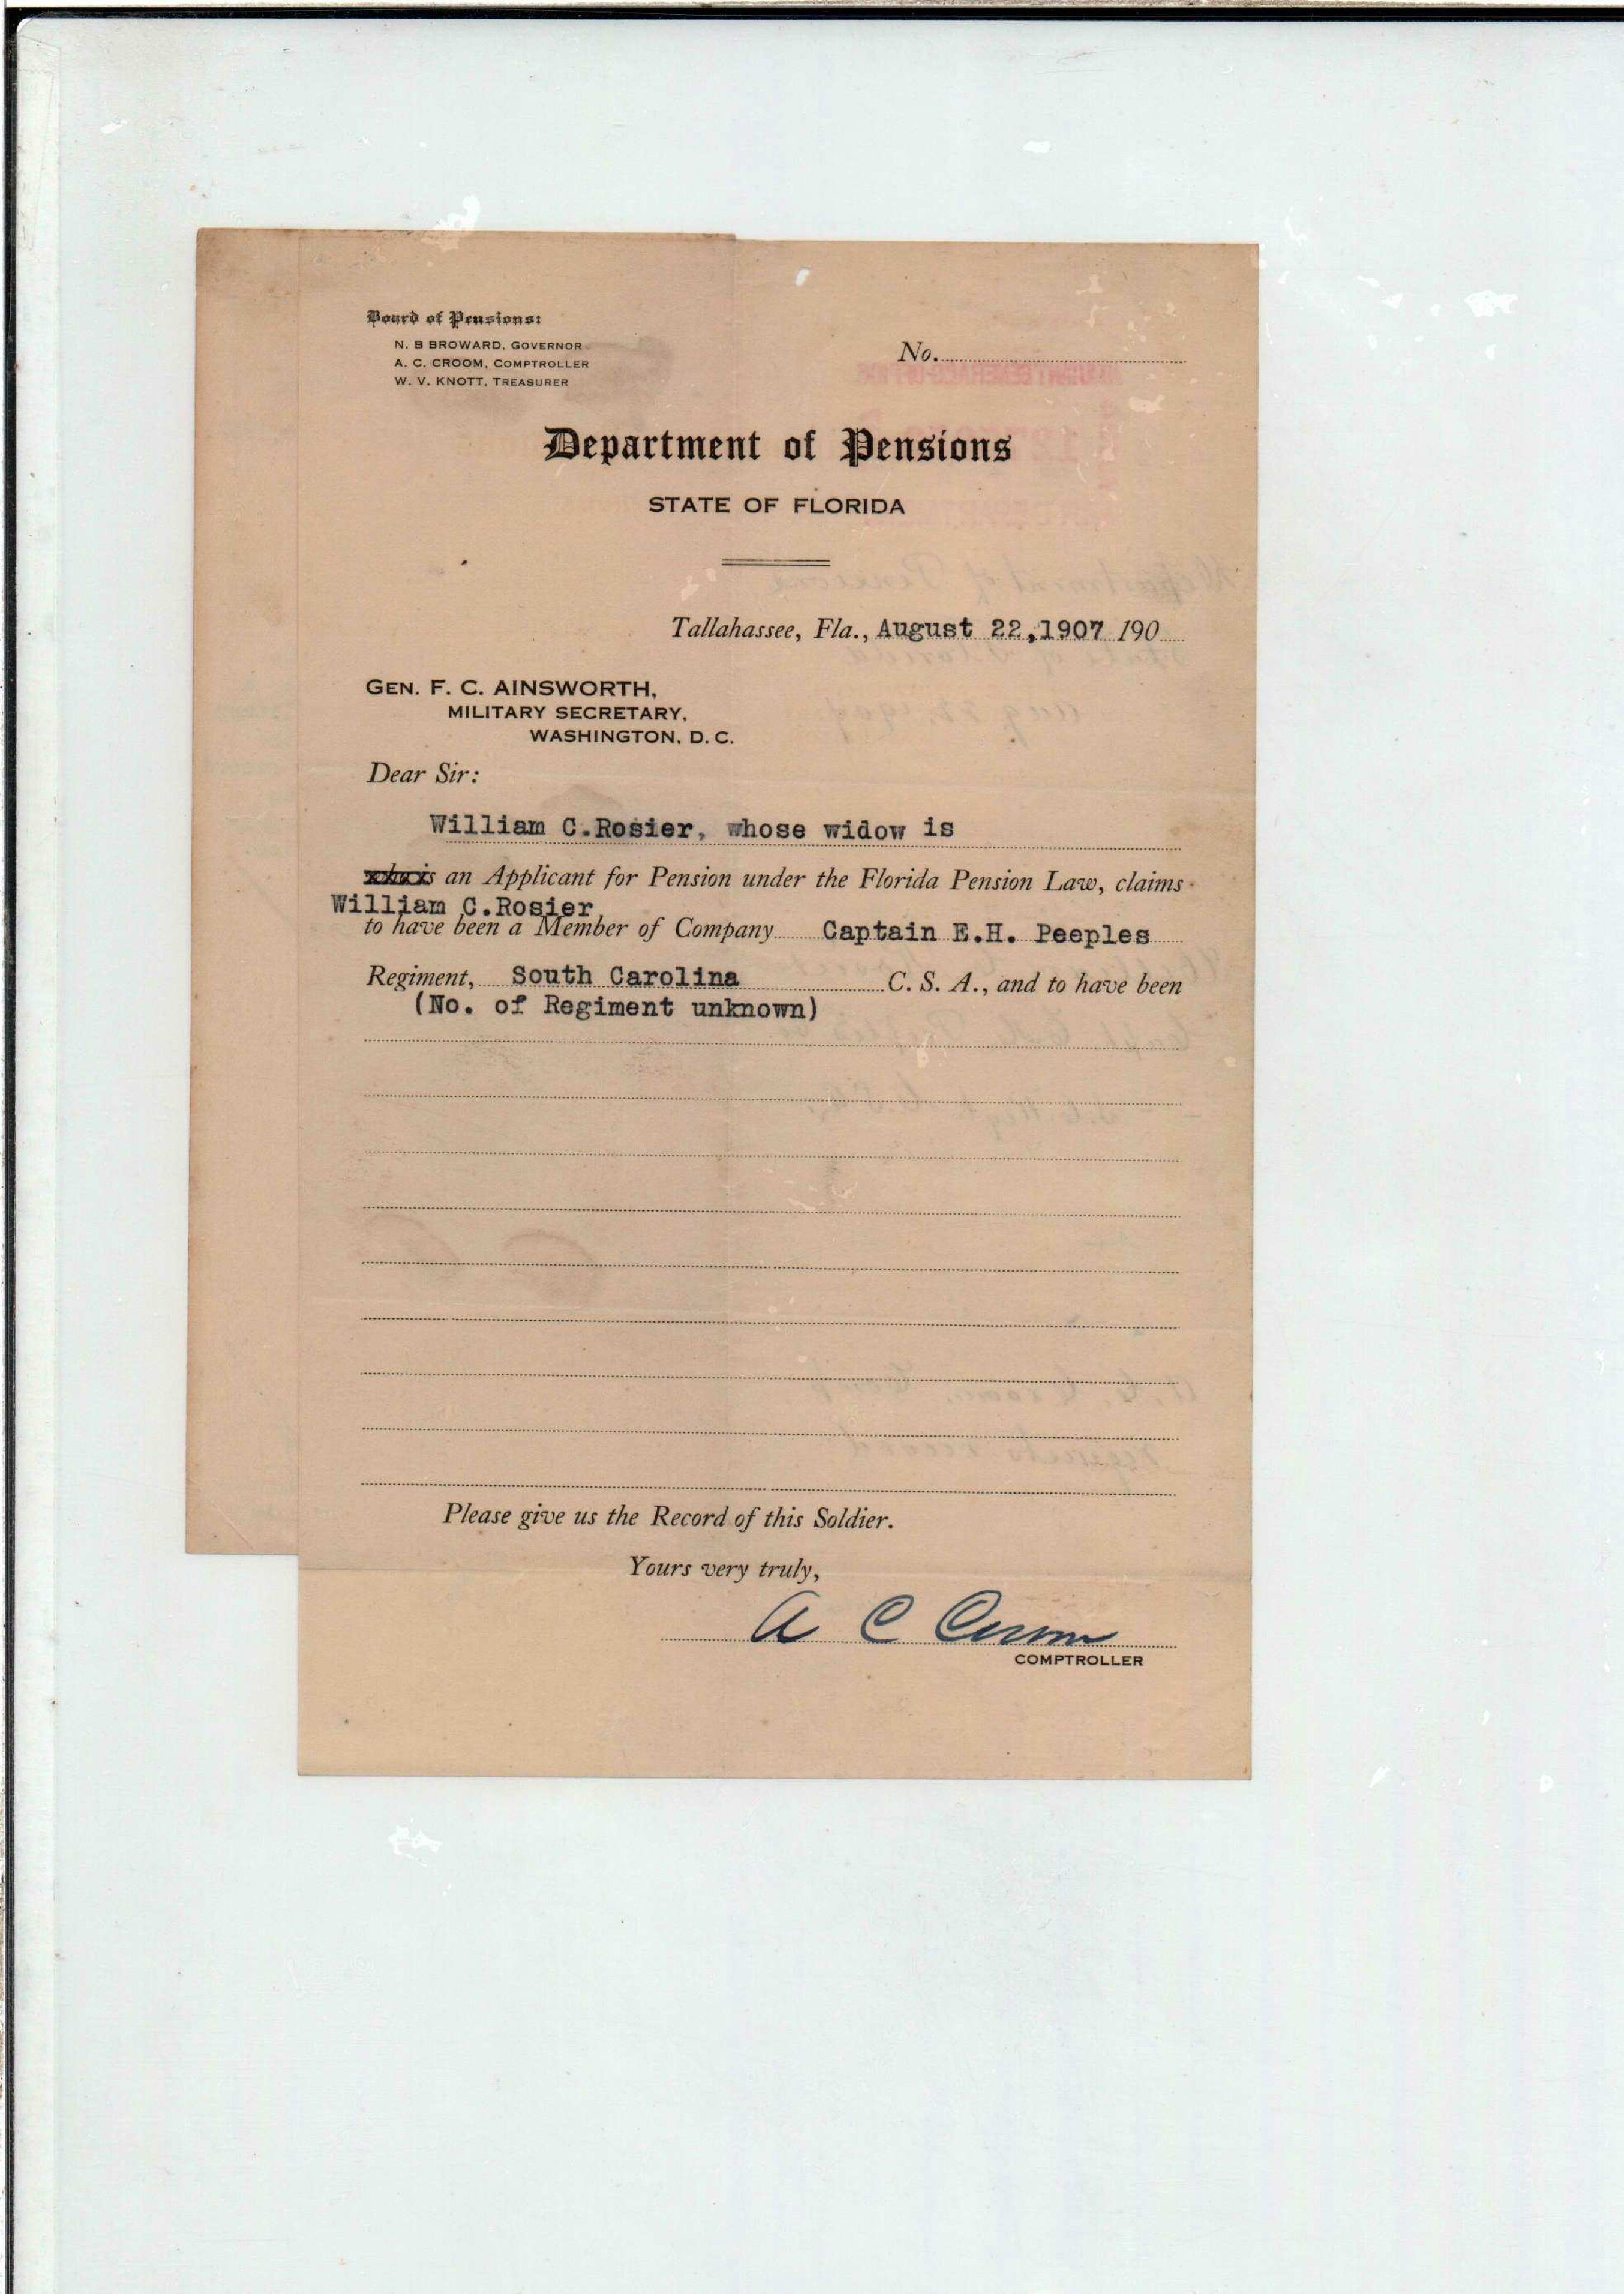 Board of Pensions:
N. B BROWARD, GOVERNOR
A. C. CROOM, COMPTROLLER
W. V. KNOTT, TREASURER
No.
Department of Pensions
STATE OF FLORIDA
Tallahassee, Fla., August 22,1907 190
GEN. F. C. AINSWORTH,
MILITARY SECRETARY,
WASHINGTON, D. C.
Dear Sir:
William C.Rosier, whose widow is
an Applicant for Pension under the Florida Pension Law, claims
William C.Rosier
to have been a Member of Company Captain E.H. Peeples
Regiment, South Carolina C. S. A., and to have been
(No. of Regiment unknown)
Please give us the Record of this Soldier.
Yours very truly,
A C Croom
COMPTROLLER